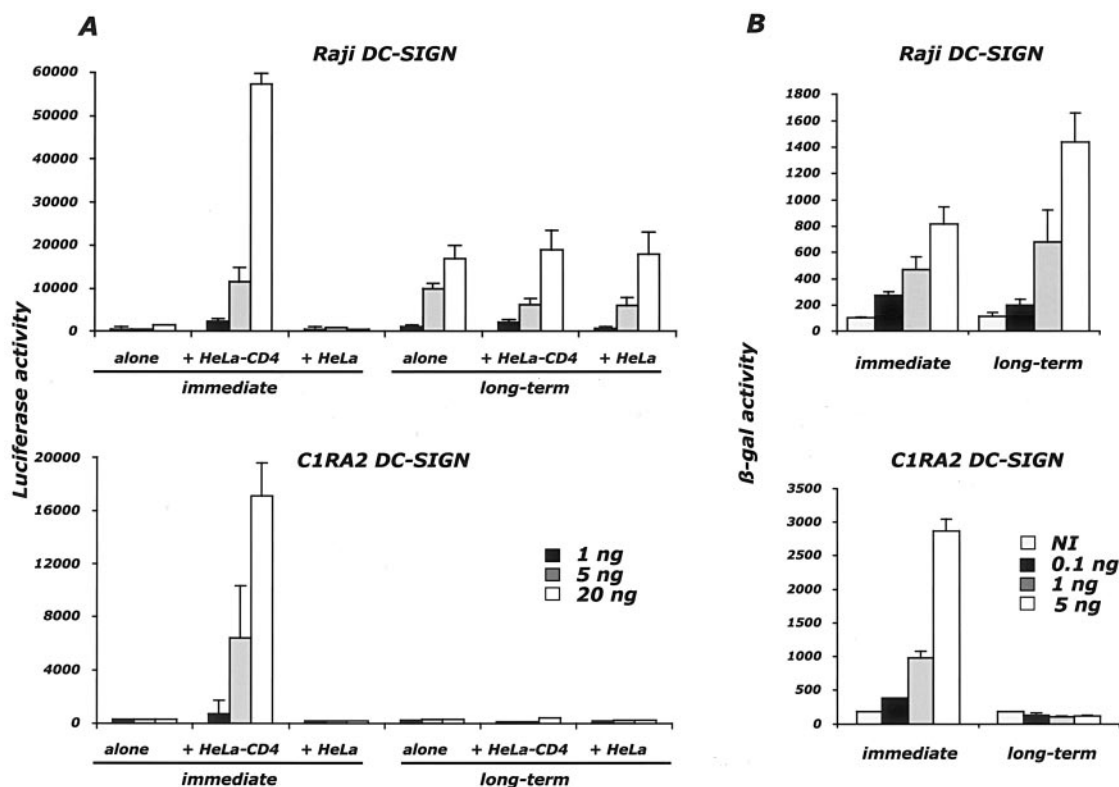 A
Raji DC-SIGN
60000
50000
40000
30000
20000
10000
0
alone + HeLa-CD4 + HeLa alone + HeLa-CD4 + HeLa
immediate long-term
Luciferase activity
C1RA2 DC-SIGN
20000
16000
12000
8000
4000
0
1 ng
5 ng
20 ng
alone + HeLa-CD4 + HeLa alone + HeLa-CD4 + HeLa
immediate long-term
B
Raji DC-SIGN
1800
1600
1400
1200
1000
800
600
400
200
0
immediate long-term
ß-gal activity
C1RA2 DC-SIGN
3500
3000
2500
2000
1500
1000
500
0
NI
0.1 ng
1 ng
5 ng
immediate long-term